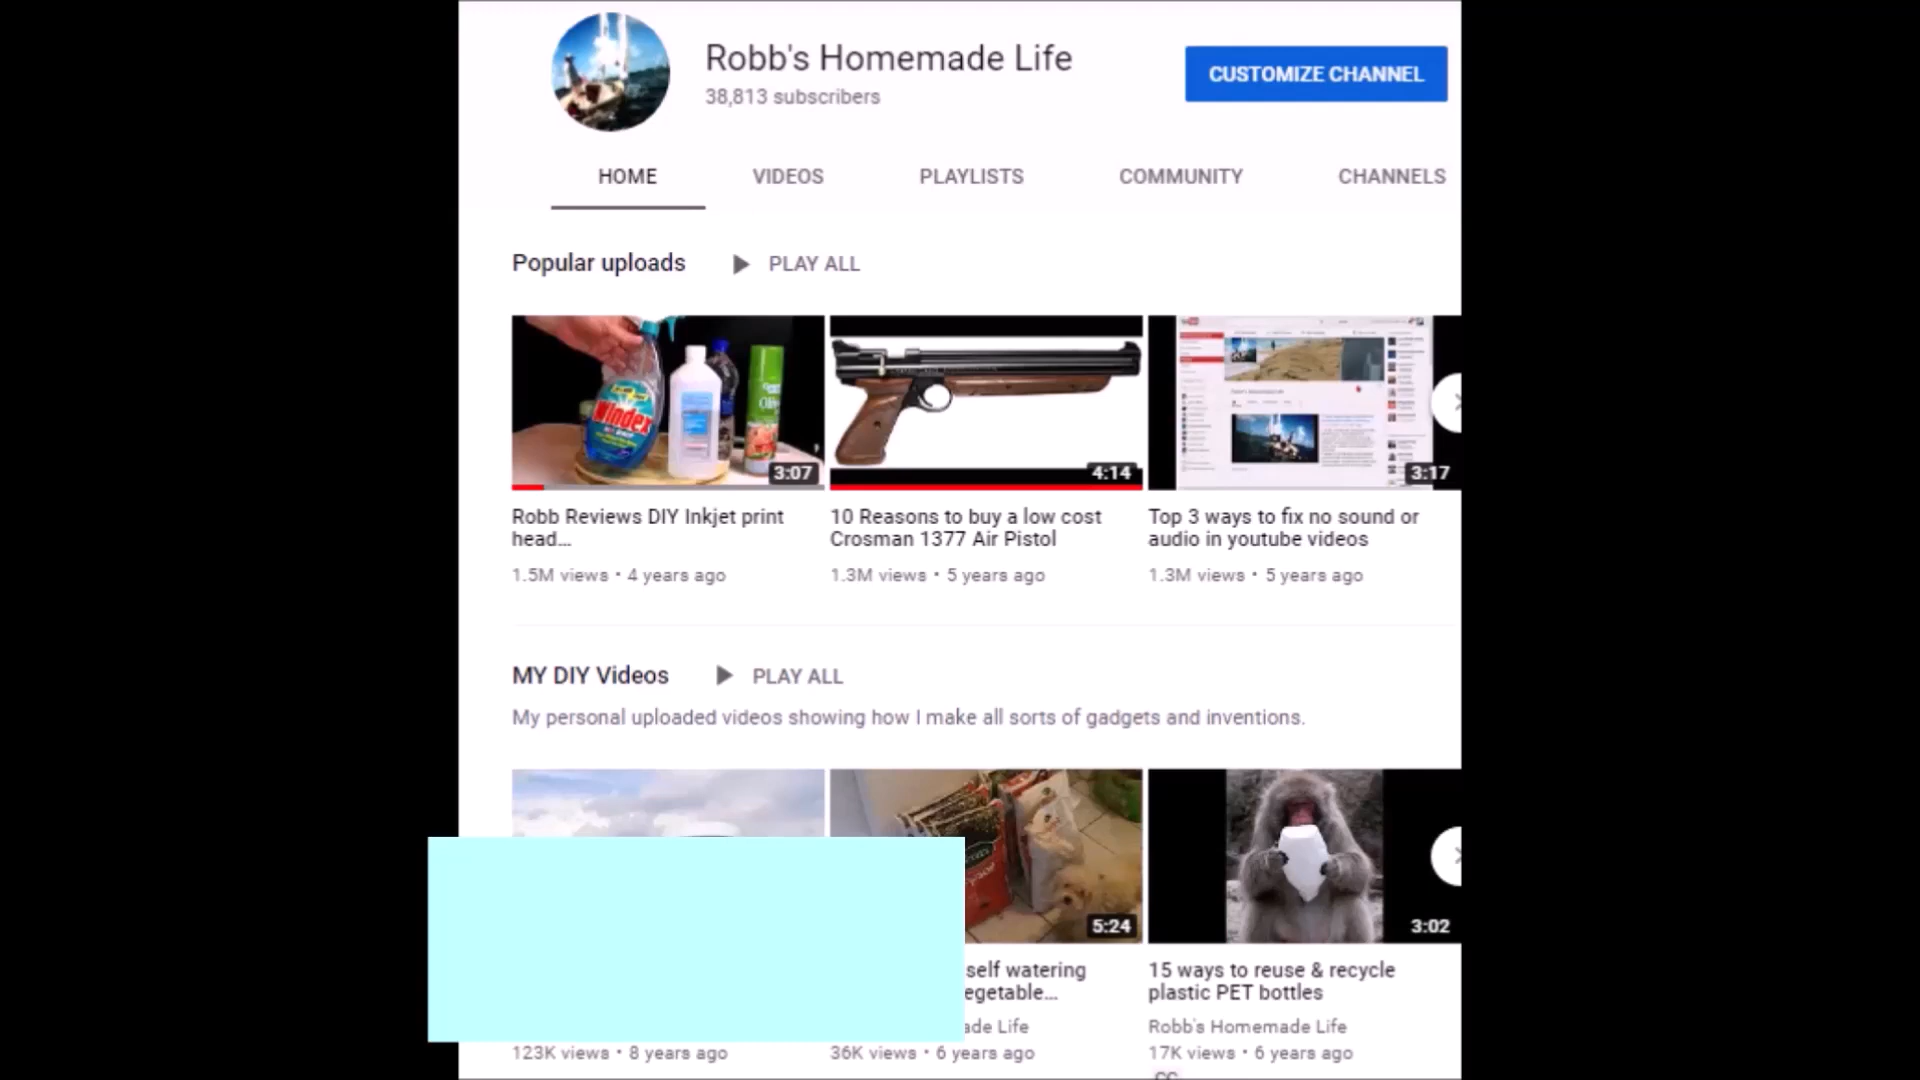 Robb's Homemade Life
38,813 subscribers
CUSTOMIZE CHANNEL
HOME VIDEOS PLAYLISTS COMMUNITY CHANNELS
Popular uploads PLAY ALL
Windex
3:07
4:14
3:17
Robb Reviews DIY Inkjet print
head...
1.5M views • 4 years ago
10 Reasons to buy a low cost
Crosman 1377 Air Pistol
1.3M views • 5 years ago
Top 3 ways to fix no sound or
audio in youtube videos
1.3M views • 5 years ago
MY DIY Videos PLAY ALL
My personal uploaded videos showing how I make all sorts of gadgets and inventions.
5:24
3:02
123K views • 8 years ago
self watering
egetable...
ade Life
36K views • 6 years ago
15 ways to reuse & recycle
plastic PET bottles
Robb's Homemade Life
17K views • 6 years ago